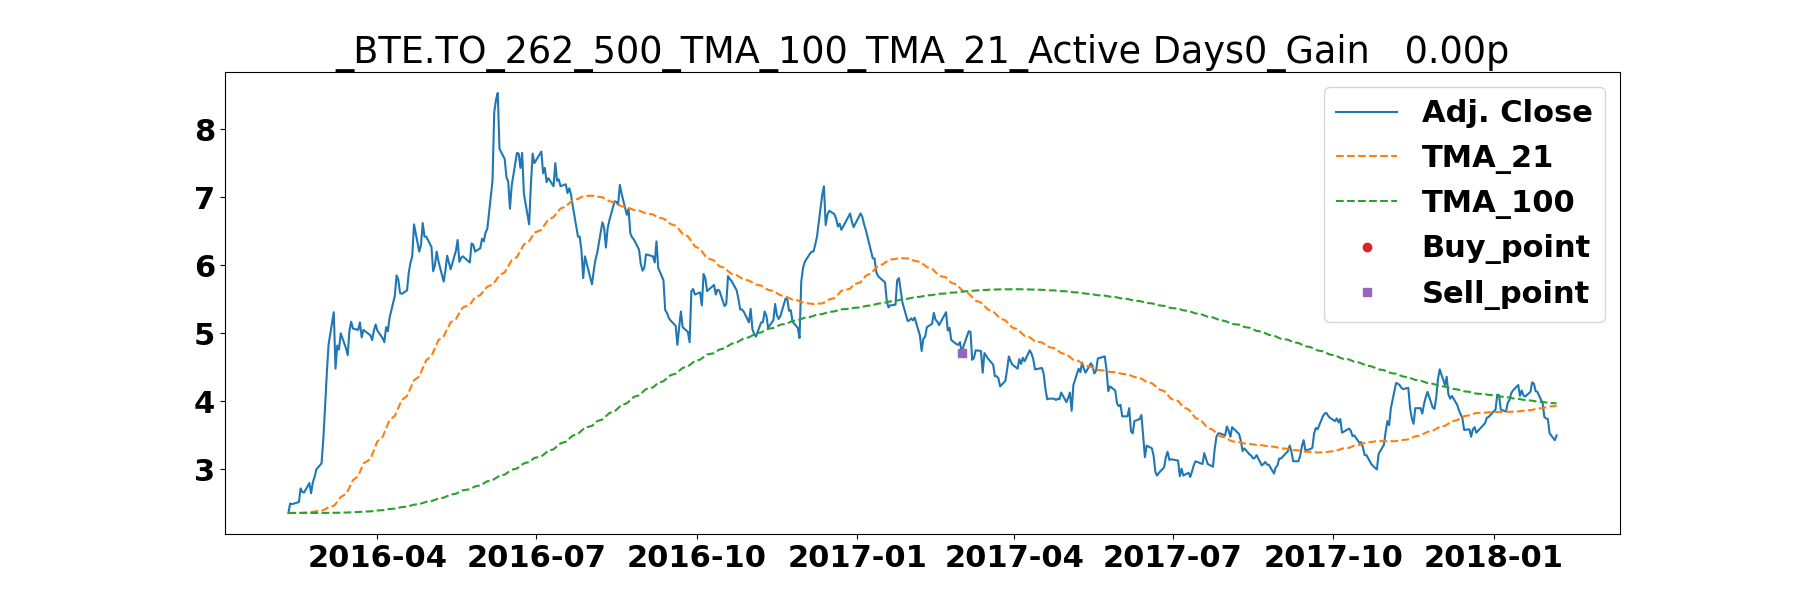 _BTE.TO_262_500_TMA_100_TMA_21_Active Days0_Gain   0.00p
Adj. Close
TMA_21
TMA_100
Buy_point
Sell_point
8
7
6
5
4
3
2016-04 2016-07 2016-10 2017-01 2017-04 2017-07 2017-10 2018-01